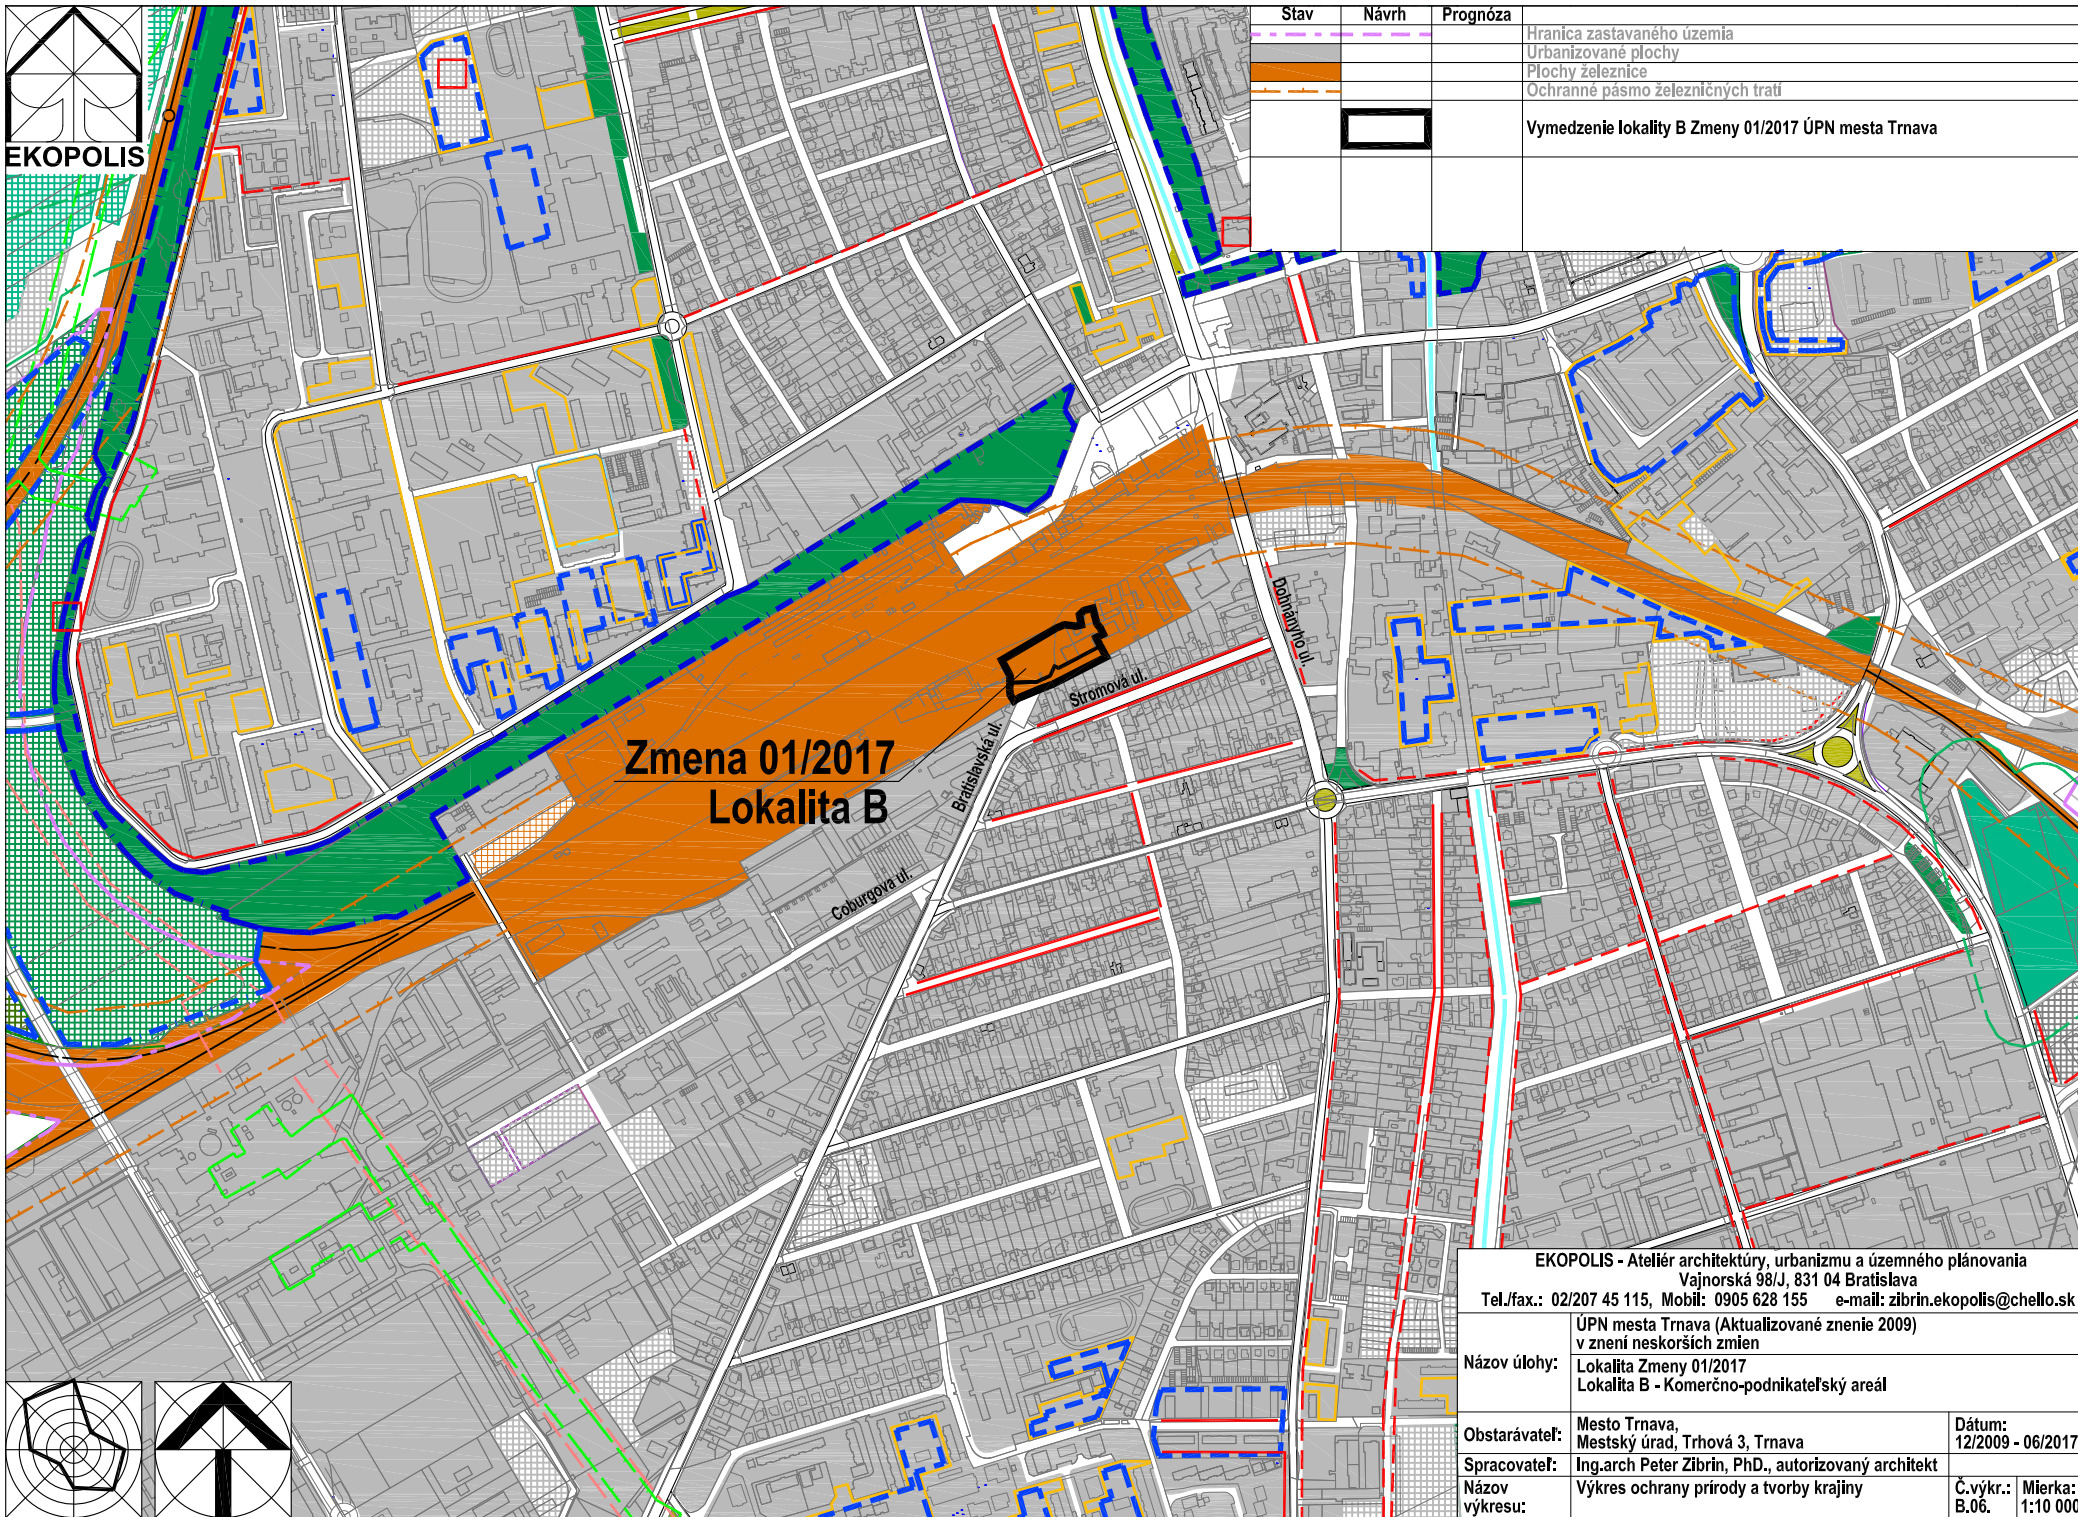 EKOPOLIS
Stav Návrh Prognóza
Hranica zastavaného územia
Urbanizované plochy
Plochy železnice
Ochranné pásmo železničných tratí
Vymedzenie lokality B Zmeny 01/2017 ÚPN mesta Trnava
Dohnányho ul.
Stromová ul.
Bratislavská ul.
Zmena 01/2017
Lokalita B
Coburgova ul.
EKOPOLIS - Ateliér architektúry, urbanizmu a územného plánovania
Vajnorská 98/J, 831 04 Bratislava
Tel./fax.: 02/207 45 115, Mobil: 0905 628 155 e-mail: zibrin.ekopolis@chello.sk
Názov úlohy:
ÚPN mesta Trnava (Aktualizované znenie 2009)
v znení neskorších zmien
Lokalita Zmeny 01/2017
Lokalita B - Komerčno-podnikateľský areál
Obstarávateľ:
Mesto Trnava,
Mestský úrad, Trhová 3, Trnava
Dátum:
12/2009 - 06/2017
Spracovateľ: Ing.arch Peter Zibrin, PhD., autorizovaný architekt
Názov
výkresu:
Výkres ochrany prírody a tvorby krajiny
Č.výkr.:
B.06.
Mierka:
1:10 000